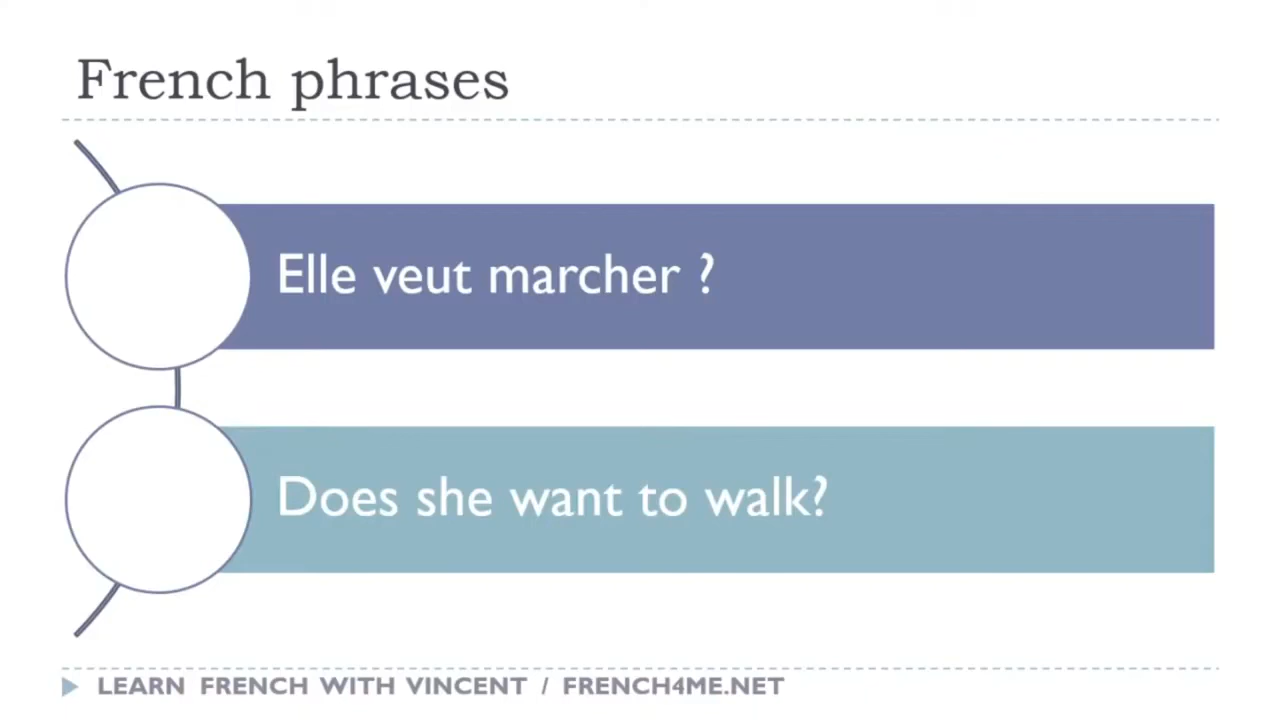 French phrases
Elle veut marcher ?
Does she want to walk?
LEARN FRENCH WITH VINCENT / FRENCH4ME.NET